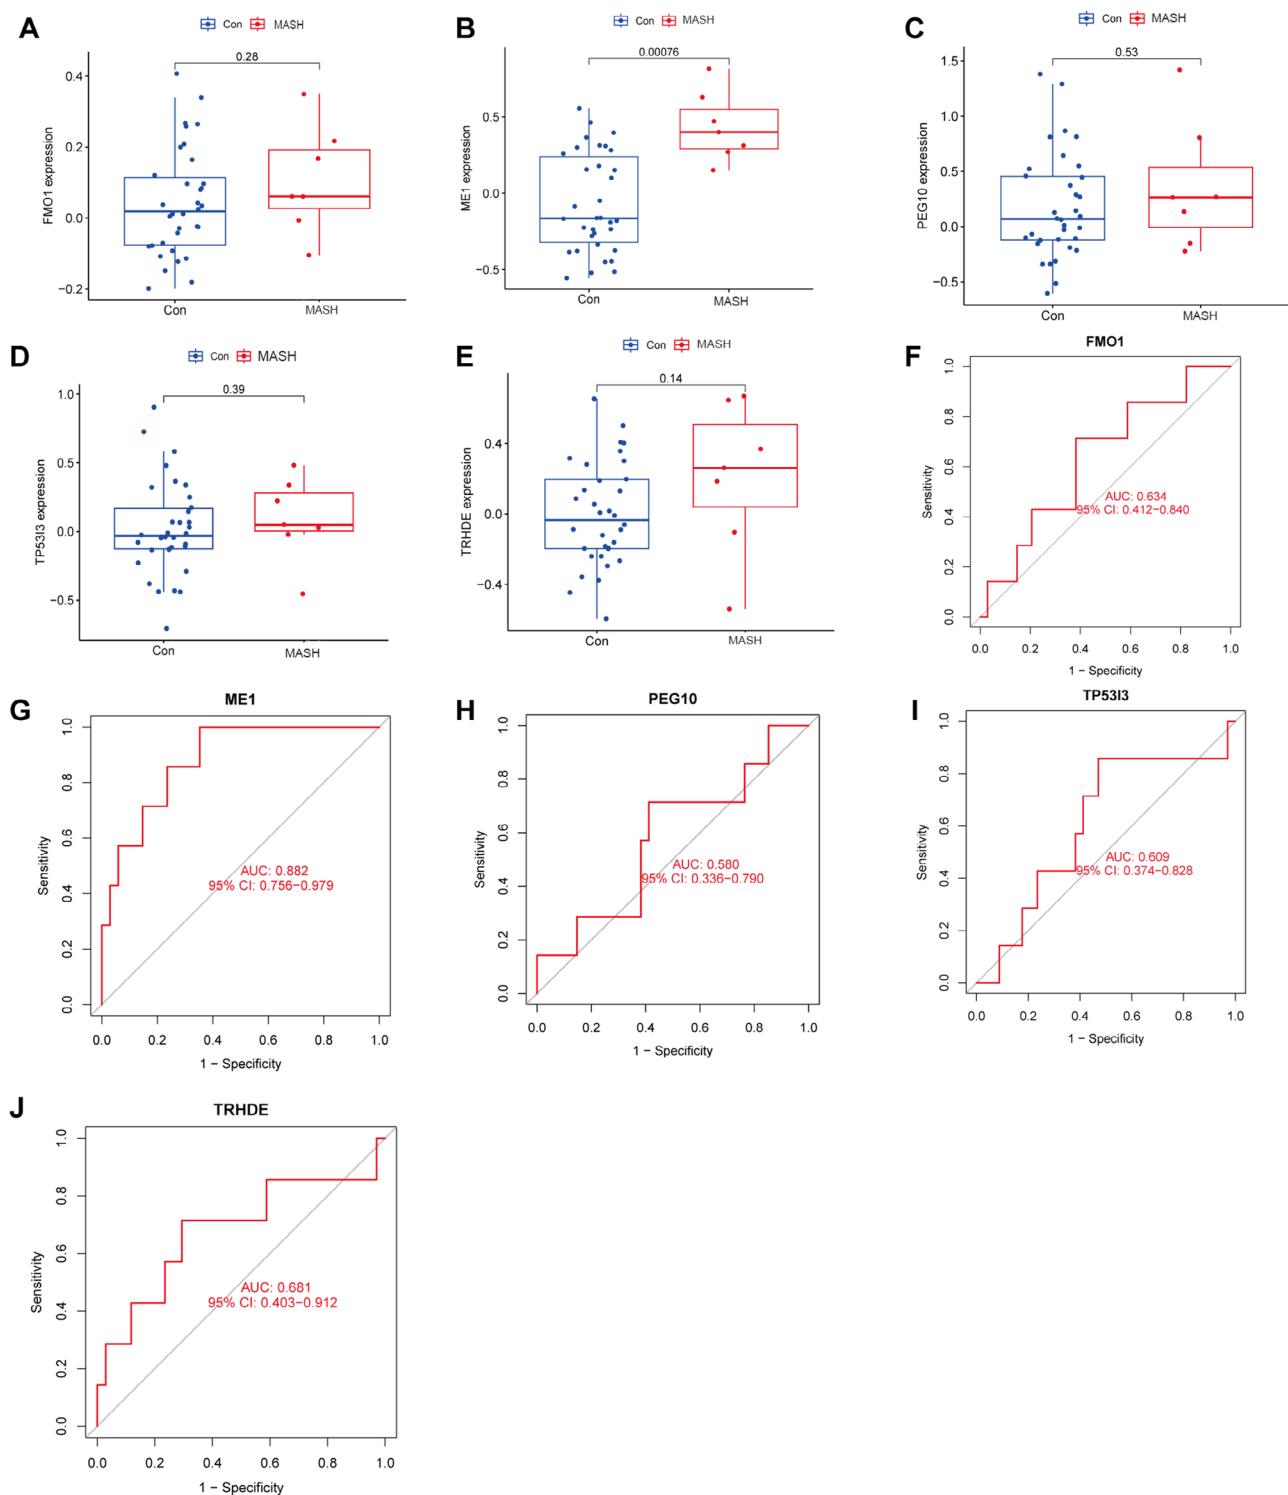 A
Con MASH
0.28
FMO1 expression
0.4
0.2
0.0
−0.2
Con MASH
B
Con MASH
0.00076
ME1 expression
0.5
0.0
−0.5
Con MASH
C
Con MASH
0.53
PEG10 expression
1.5
1.0
0.5
0.0
−0.5
Con MASH
D
Con MASH
0.39
TP53I3 expression
1.0
0.5
0.0
−0.5
Con MASH
E
Con MASH
0.14
TRHDE expression
0.4
0.0
−0.4
Con MASH
F
FMO1
Sensitivity
1.0
0.8
0.6
0.4
0.2
0.0
AUC: 0.634
95% CI: 0.412−0.840
0.0 0.2 0.4 0.6 0.8 1.0
1 − Specificity
G
ME1
Sensitivity
1.0
0.8
0.6
0.4
0.2
0.0
AUC: 0.882
95% CI: 0.756−0.979
0.0 0.2 0.4 0.6 0.8 1.0
1 − Specificity
H
PEG10
Sensitivity
1.0
0.8
0.6
0.4
0.2
0.0
AUC: 0.580
95% CI: 0.336−0.790
0.0 0.2 0.4 0.6 0.8 1.0
1 − Specificity
I
TP53I3
Sensitivity
1.0
0.8
0.6
0.4
0.2
0.0
AUC: 0.609
95% CI: 0.374−0.828
0.0 0.2 0.4 0.6 0.8 1.0
1 − Specificity
J
TRHDE
Sensitivity
1.0
0.8
0.6
0.4
0.2
0.0
AUC: 0.681
95% CI: 0.403−0.912
0.0 0.2 0.4 0.6 0.8 1.0
1 − Specificity